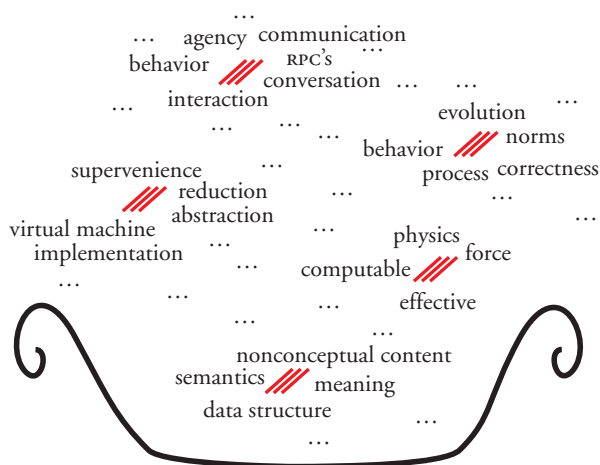 …
agency communication
…
behavior RPC'S
conversation
… …
interaction
…
…
evolution
… …
behavior norms
…
process correctness
…
supervenience
reduction
…
…
abstraction
…
virtual machine
…
physics
implementation
…
force
computable
…
…
…
effective
…
…
…
nonconceptual content
semantics meaning
data structure
…
…